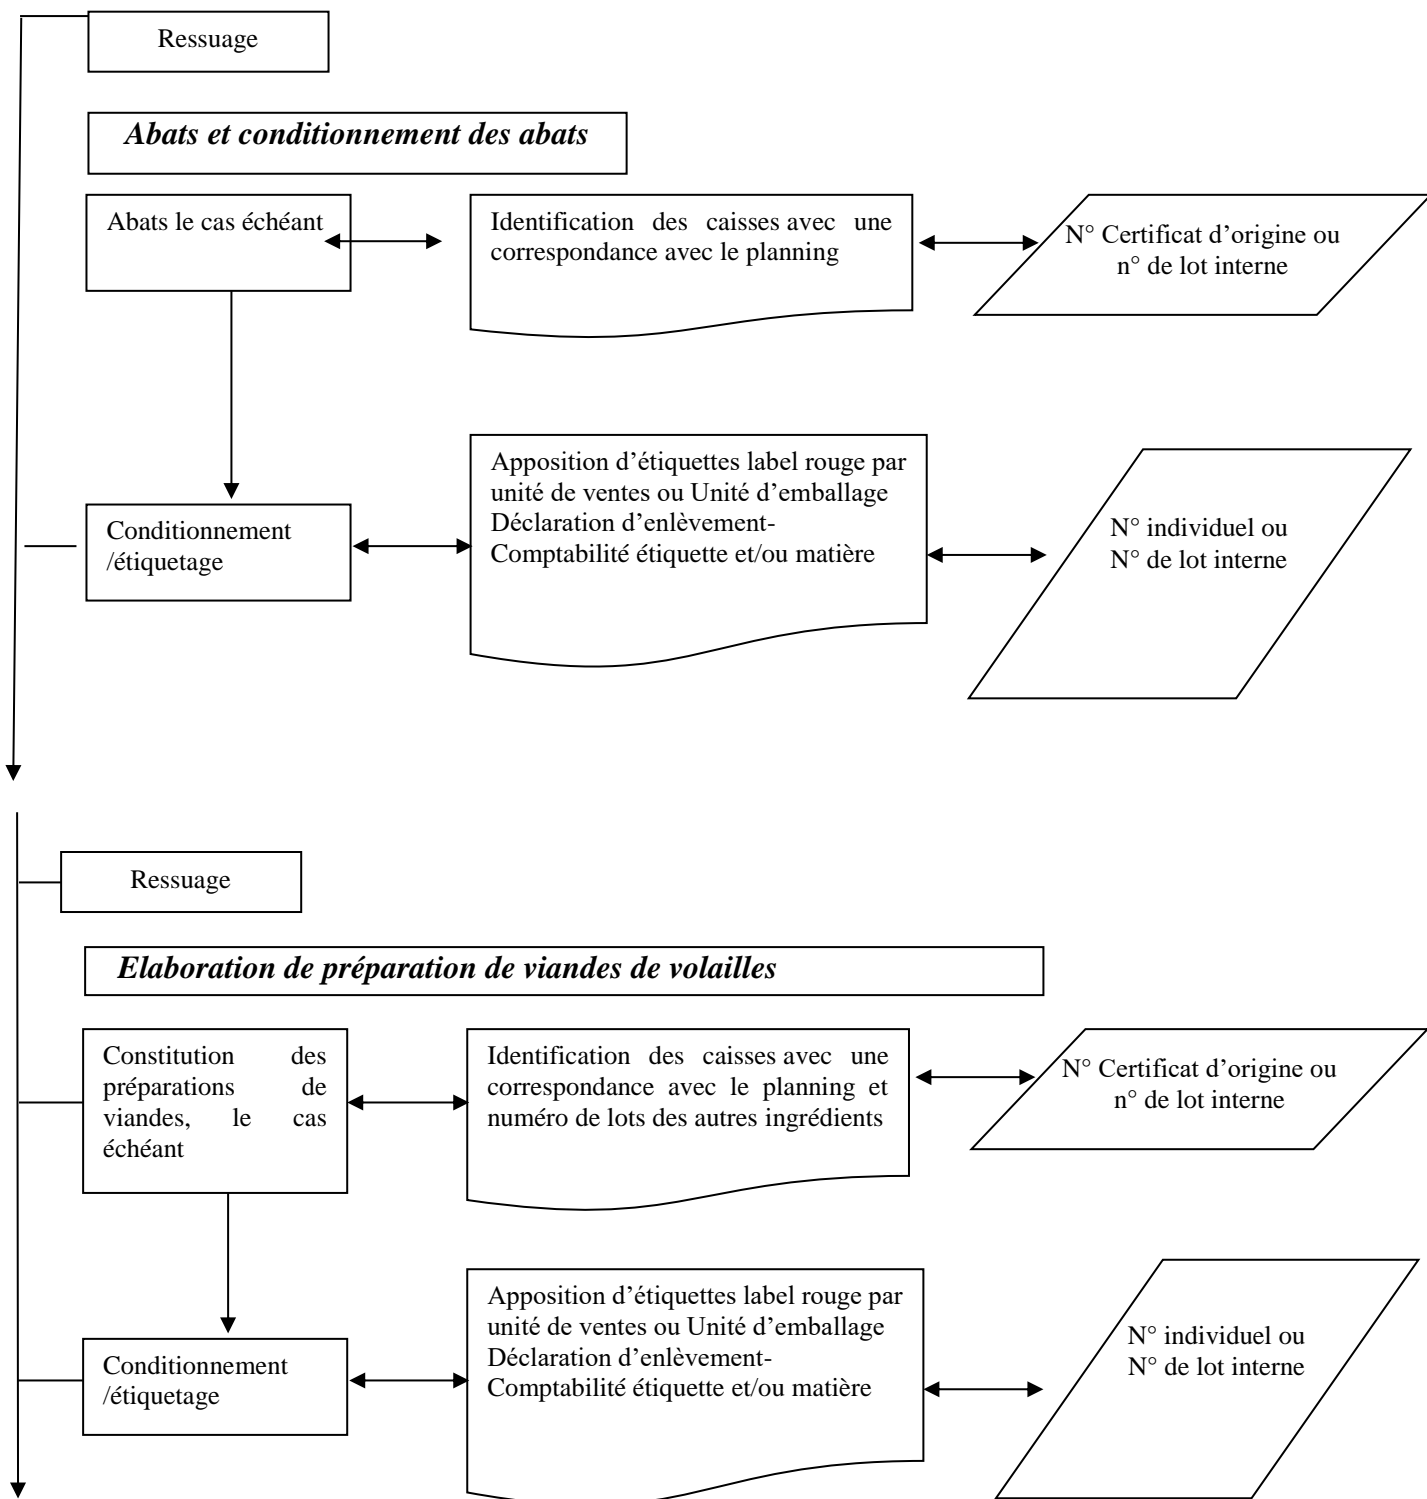 Ressuage
Abats et conditionnement des abats
Abats le cas échéant
Identification des caisses avec une
correspondance avec le planning
N° Certificat d’origine ou
n° de lot interne
Apposition d’étiquettes label rouge par
unité de ventes ou Unité d’emballage
Déclaration d’enlèvement-
Comptabilité étiquette et/ou matière
Conditionnement
/étiquetage
N° individuel ou
N° de lot interne
Ressuage
Elaboration de préparation de viandes de volailles
Constitution des
préparations de
viandes, le cas
échéant
Identification des caisses avec une
correspondance avec le planning et
numéro de lots des autres ingrédients
N° Certificat d’origine ou
n° de lot interne
Conditionnement
/étiquetage
Apposition d’étiquettes label rouge par
unité de ventes ou Unité d’emballage
Déclaration d’enlèvement-
Comptabilité étiquette et/ou matière
N° individuel ou
N° de lot interne